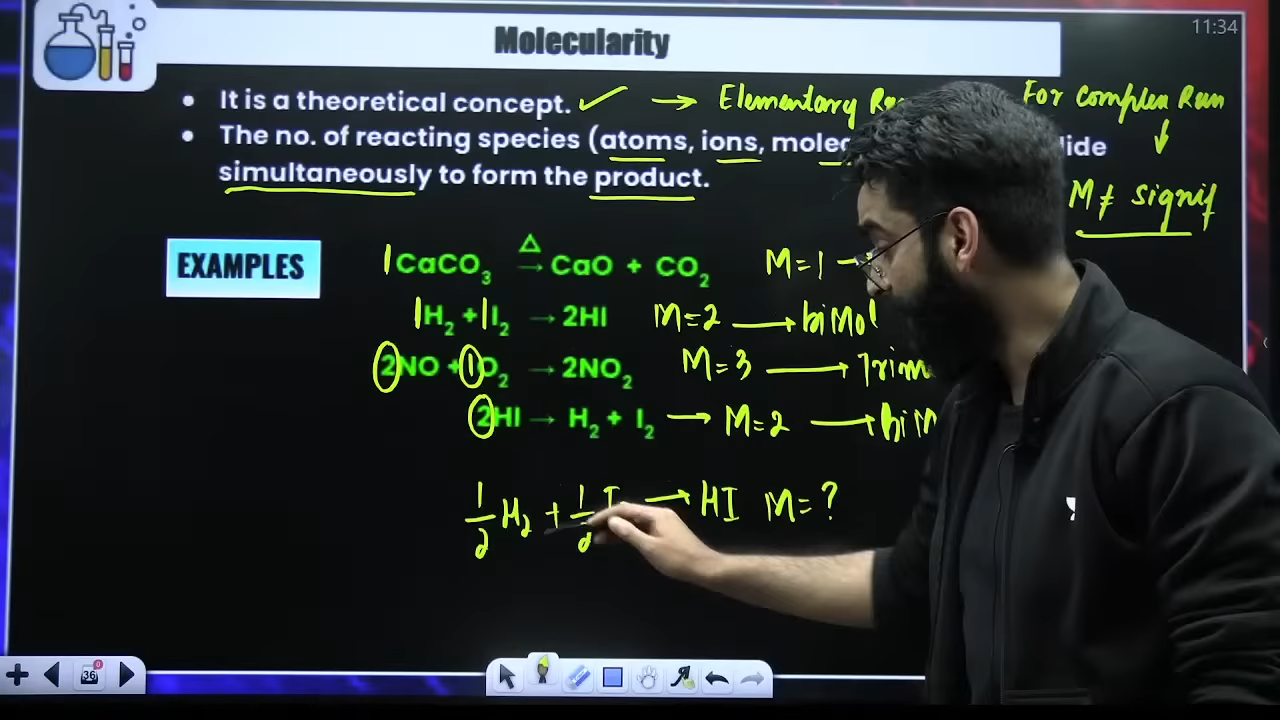 11:34
Molecularity
• It is a theoretical concept. ✓ → Elementary For Complex Rxn
• The no. of reacting species (atoms, ions, ↓
simultaneously to form the product. M≠ signif
EXAMPLES
1CaCO₃ △→ CaO + CO₂ M=1 →
1H₂ + 1I₂ → 2HI M=2 → biMol
2NO + 1O₂ → 2NO₂ M=3 →
2HI → H₂ + I₂ → M=2 →
1/2 H₂ + 1/2 I → HI M=?
36
0